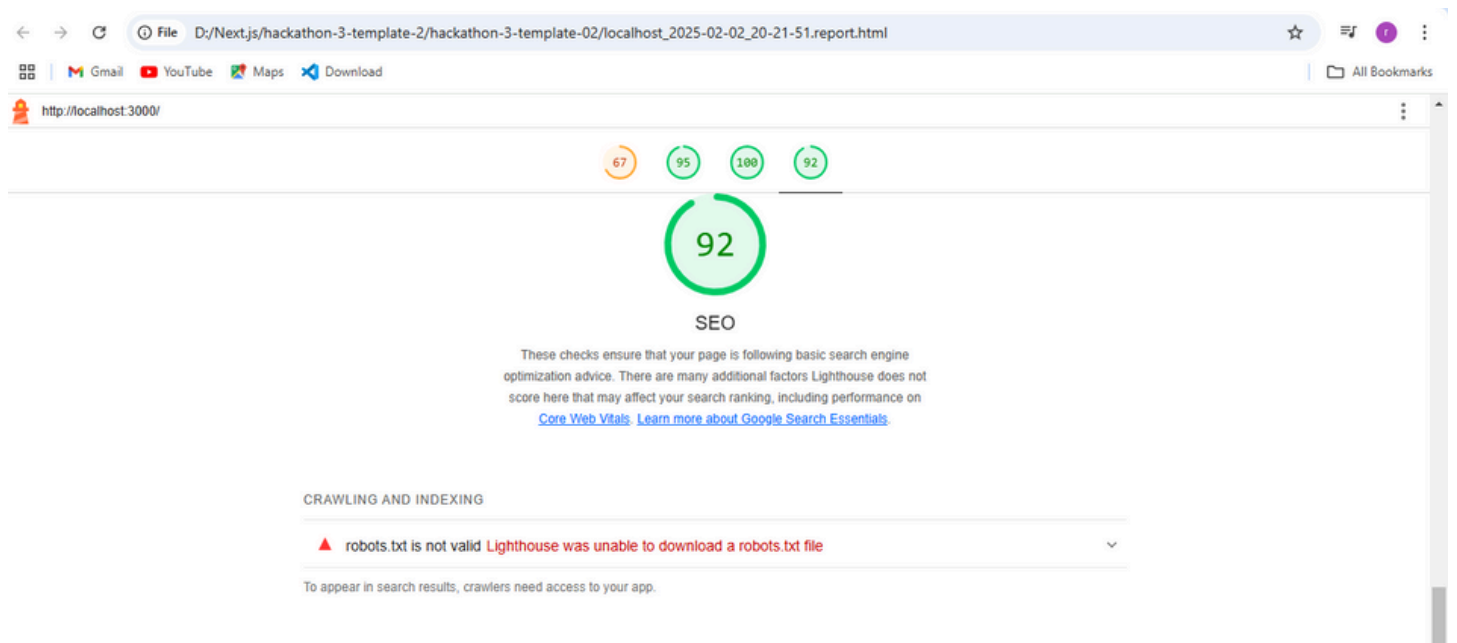 File D:/Next.js/hackathon-3-template-2/hackathon-3-template-02/localhost_2025-02-02_20-21-51.report.html
r
Gmail YouTube Maps Download All Bookmarks
http://localhost:3000/
67 95 100 92
92
SEO
These checks ensure that your page is following basic search engine
optimization advice. There are many additional factors Lighthouse does not
score here that may affect your search ranking, including performance on
Core Web Vitals. Learn more about Google Search Essentials.
CRAWLING AND INDEXING
robots.txt is not valid Lighthouse was unable to download a robots.txt file
To appear in search results, crawlers need access to your app.